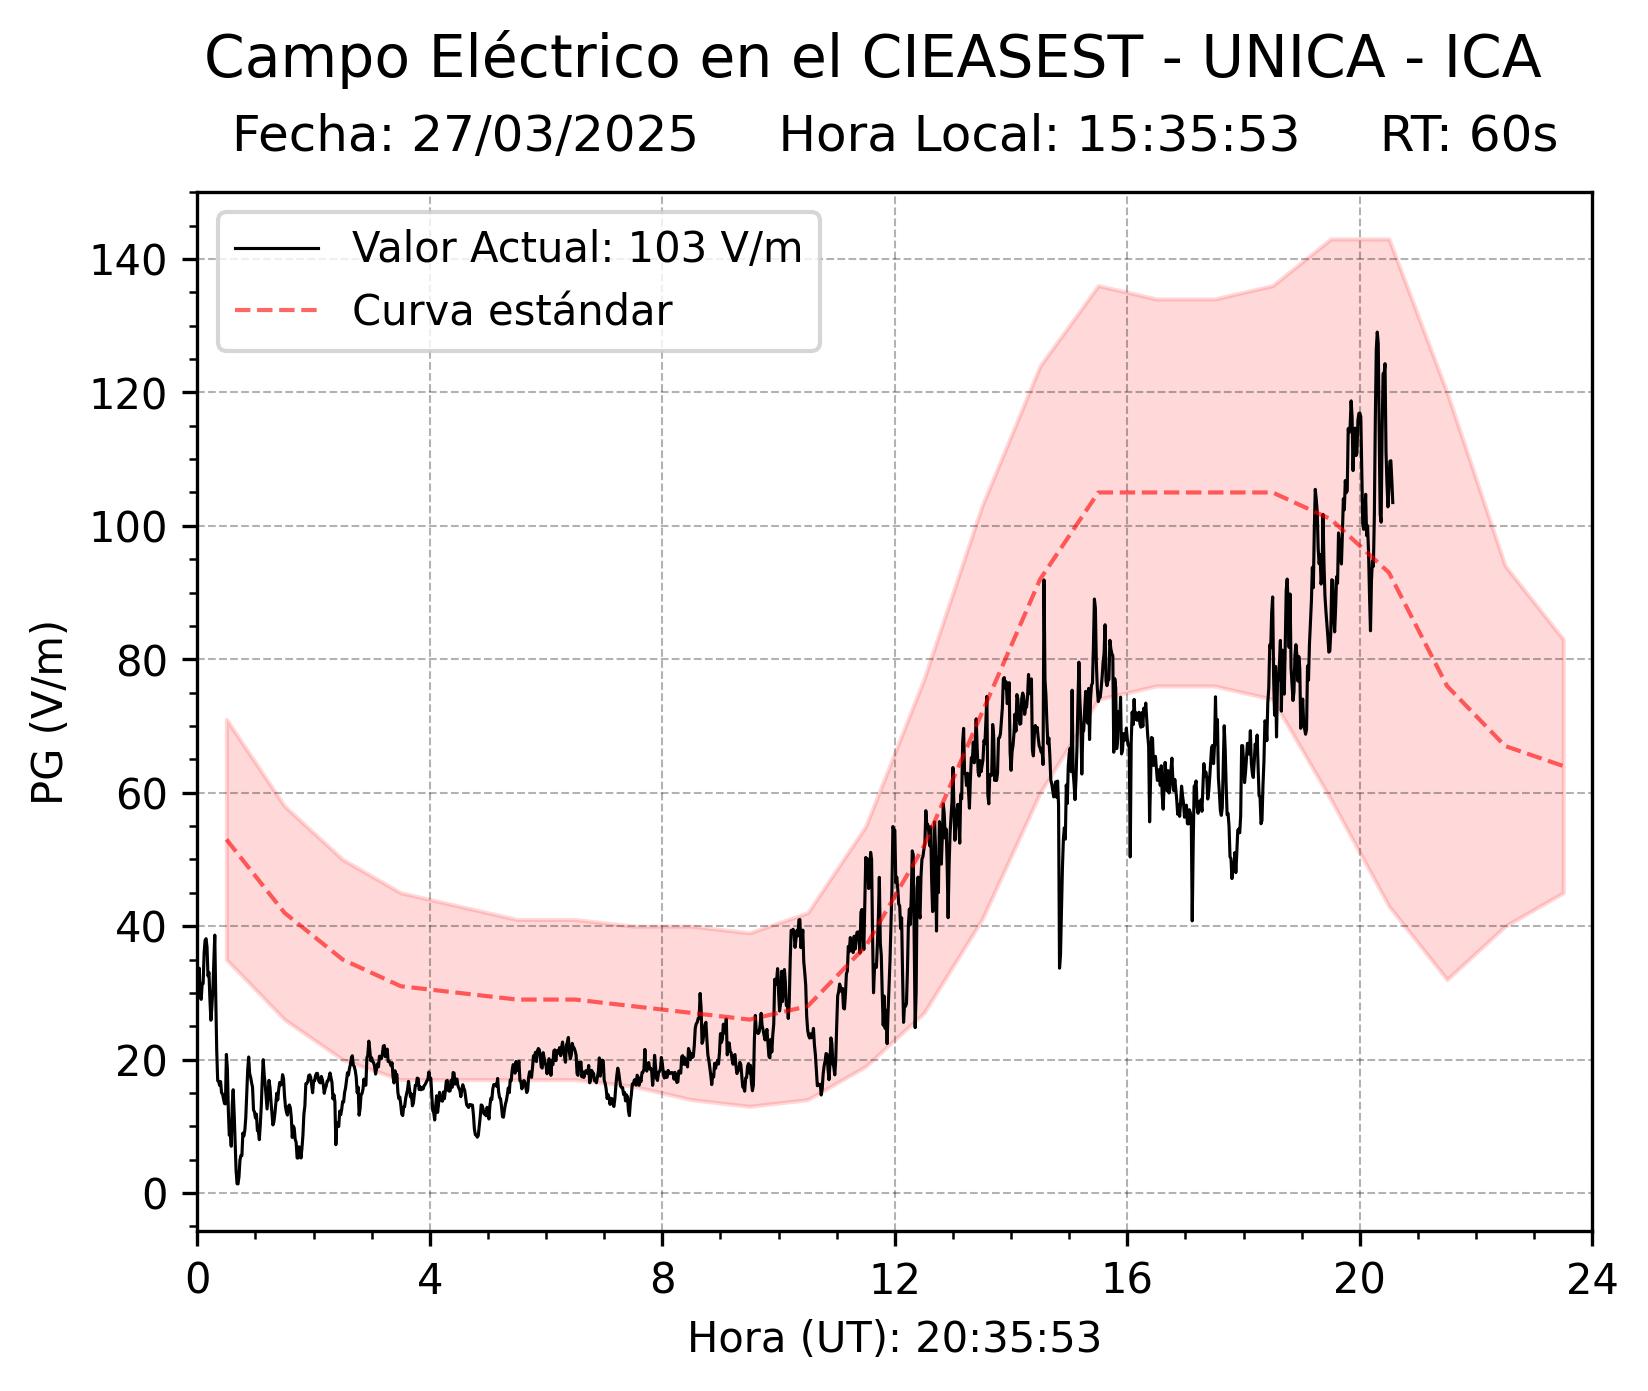 Campo Eléctrico en el CIEASEST - UNICA - ICA
Fecha: 27/03/2025 Hora Local: 15:35:53 RT: 60s
Valor Actual: 103 V/m
Curva estándar
PG (V/m)
140
120
100
80
60
40
20
0
0 4 8 12 16 20 24
Hora (UT): 20:35:53